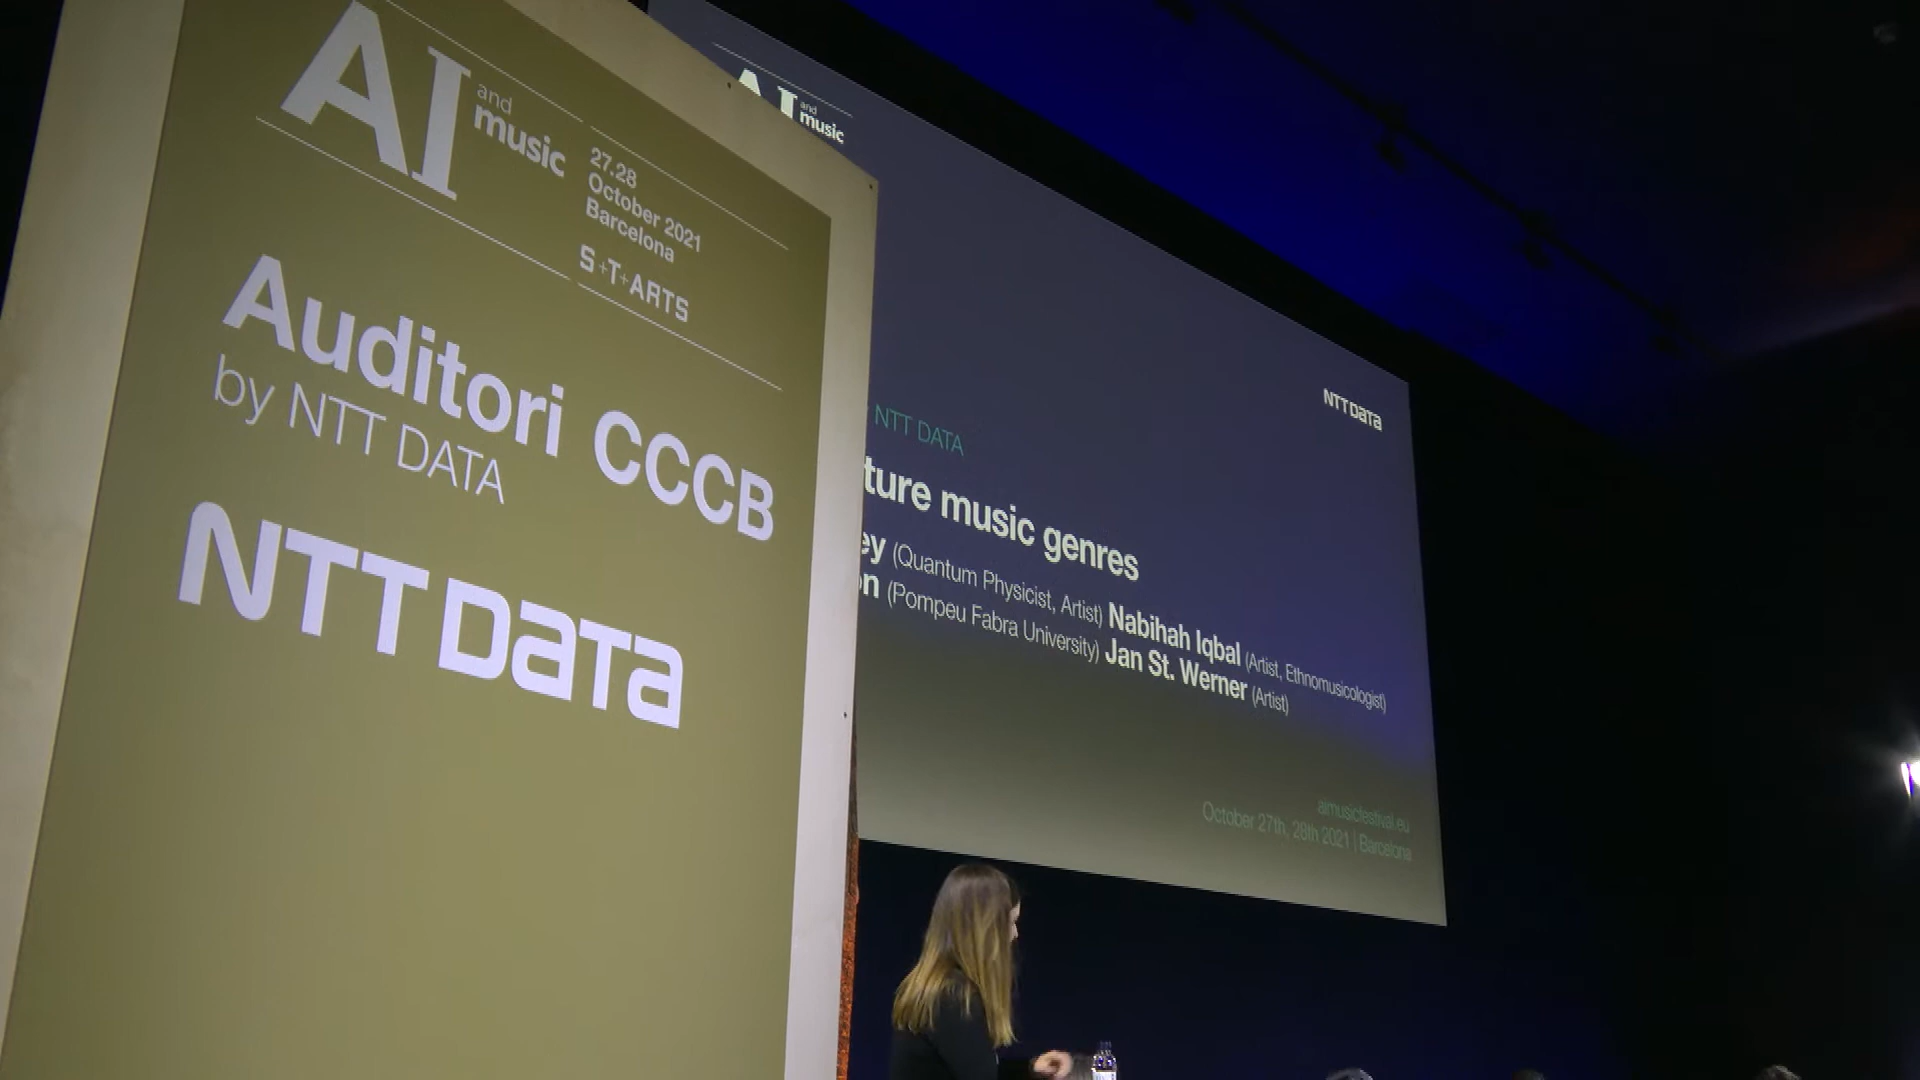 AI and music
27.28
October 2021
Barcelona
S+T+ARTS
Auditori CCCB
by NTT DATA
NTT DATA
AI and music
NTT DATA
NTT DATA
ture music genres
ey (Quantum Physicist, Artist) Nabihah Iqbal (Artist, Ethnomusicologist)
on (Pompeu Fabra University) Jan St. Werner (Artist)
aimusicfestival.eu
October 27th, 28th 2021 | Barcelona